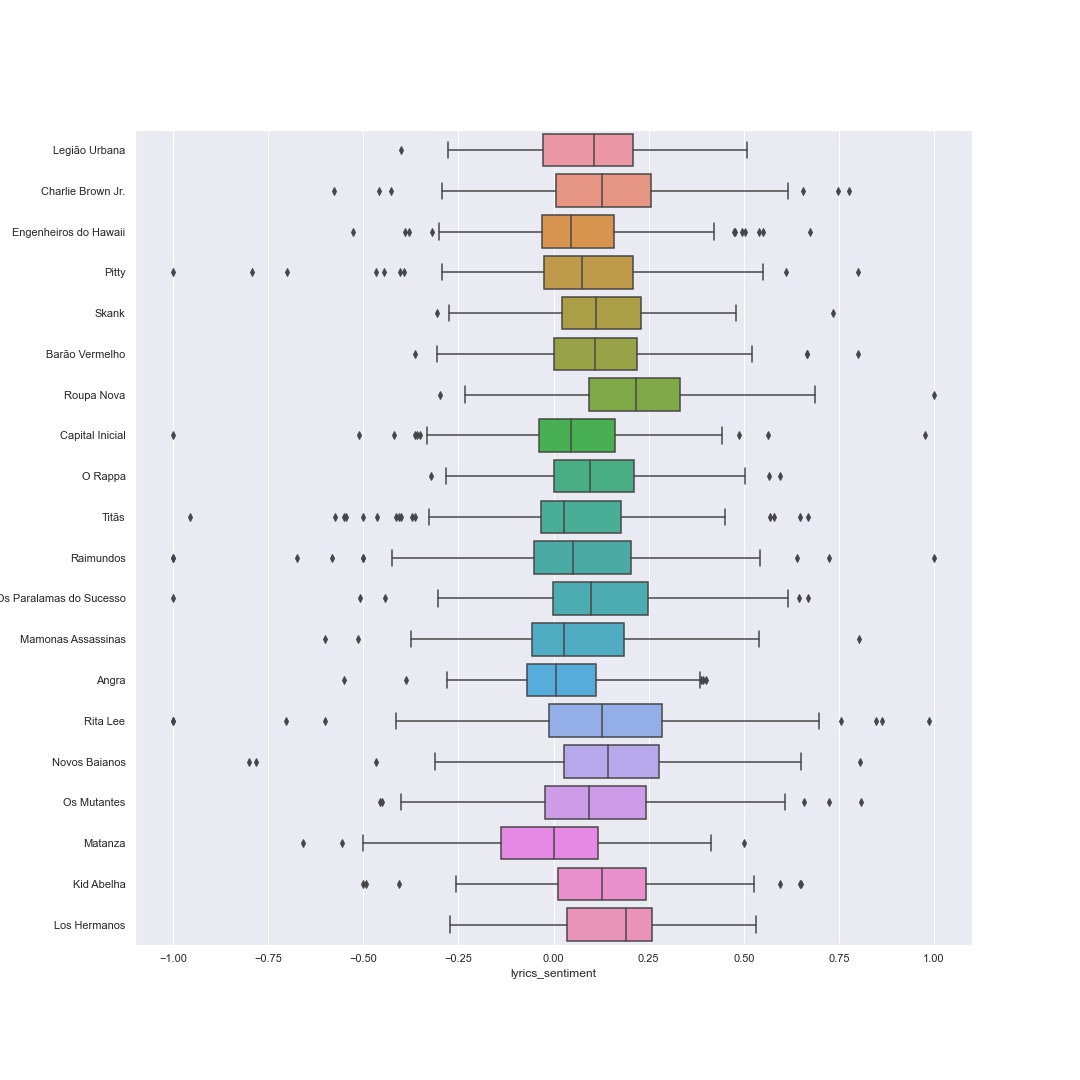 Legião Urbana
Charlie Brown Jr.
Engenheiros do Hawaii
Pitty
Skank
Barão Vermelho
Roupa Nova
Capital Inicial
O Rappa
Titãs
Raimundos
Os Paralamas do Sucesso
Mamonas Assassinas
Angra
Rita Lee
Novos Baianos
Os Mutantes
Matanza
Kid Abelha
Los Hermanos
−1.00 −0.75 −0.50 −0.25 0.00 0.25 0.50 0.75 1.00
lyrics_sentiment